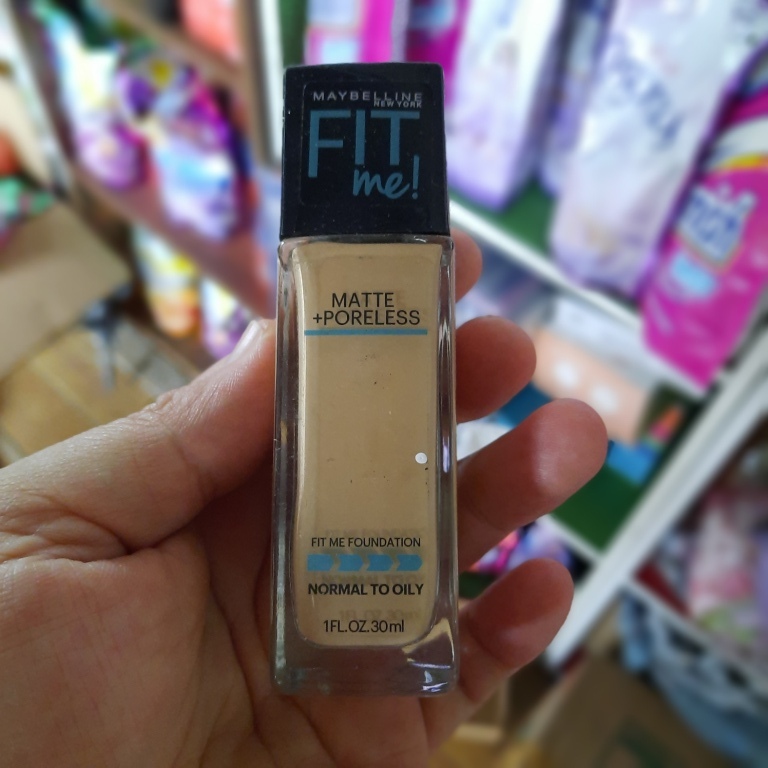 MAYBELLINE
NEW YORK
FIT
me!
MATTE
+PORELESS
FIT ME FOUNDATION
NORMAL TO OILY
1FL.OZ.30ml